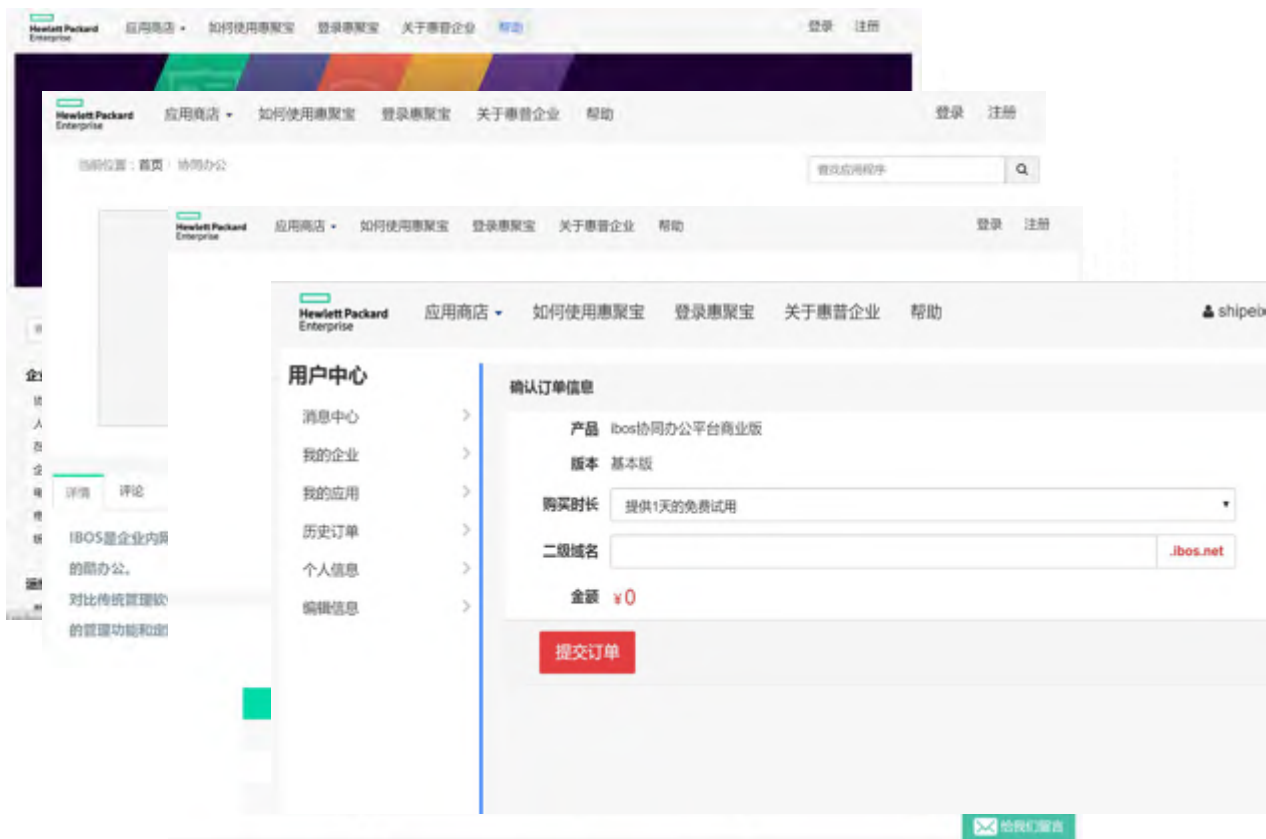 Hewlett Packard
Enterprise
应用商店 如何使用惠聚宝 登录惠聚宝 关于惠普企业 帮助 登录 注册
Hewlett Packard
Enterprise
应用商店 如何使用惠聚宝 登录惠聚宝 关于惠普企业 帮助 登录 注册
当前位置：首页 协同办公
查找应用程序
Hewlett Packard
Enterprise
应用商店 如何使用惠聚宝 登录惠聚宝 关于惠普企业 帮助 登录 注册
Hewlett Packard
Enterprise
应用商店 如何使用惠聚宝 登录惠聚宝 关于惠普企业 帮助 shipeix
用户中心
消息中心
我的企业
我的应用
历史订单
个人信息
编辑信息
确认订单信息
产品 ibos协同办公平台商业版
版本 基本版
购买时长 提供1天的免费试用
二级域名 .ibos.net
金额 ¥0
提交订单
详情 评论
IBOS是企业内网
的酷办公。
对比传统管理软
的管理功能和
给我们留言